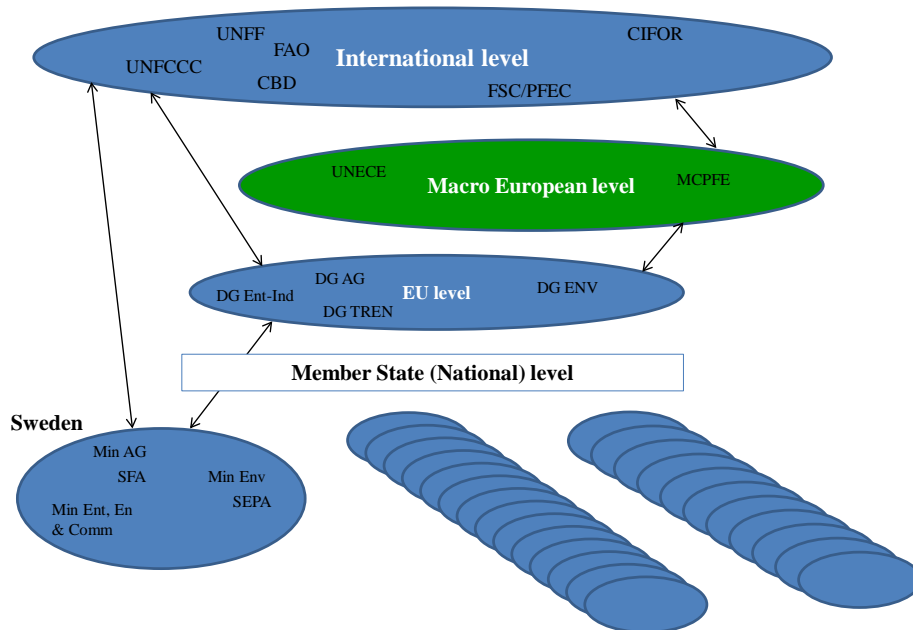 UNFF
CIFOR
FAO
International level
UNFCCC
CBD
FSC/PFEC
UNECE
Macro European level
MCPFE
DG AG
DG Ent-Ind
EU level
DG ENV
DG TREN
Member State (National) level
Sweden
Min AG
SFA
Min Env
SEPA
Min Ent, En
& Comm